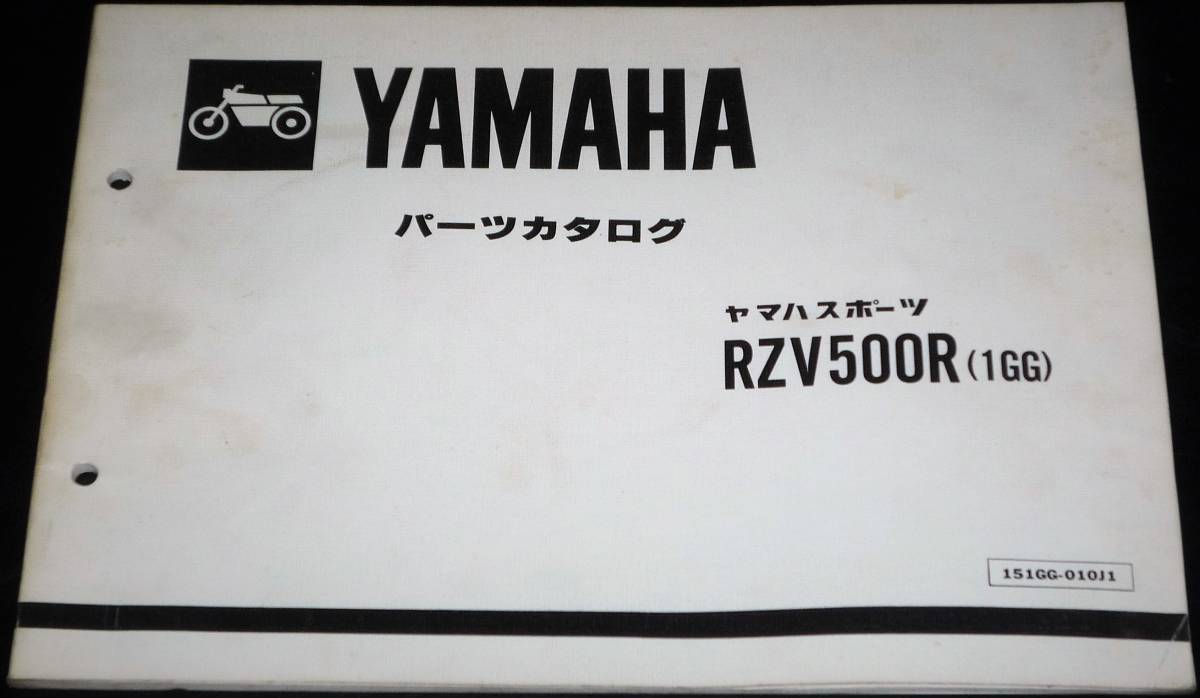 YAMAHA
パーツカタログ
ヤマハスポーツ
RZV500R(1GG)
151GG-010J1